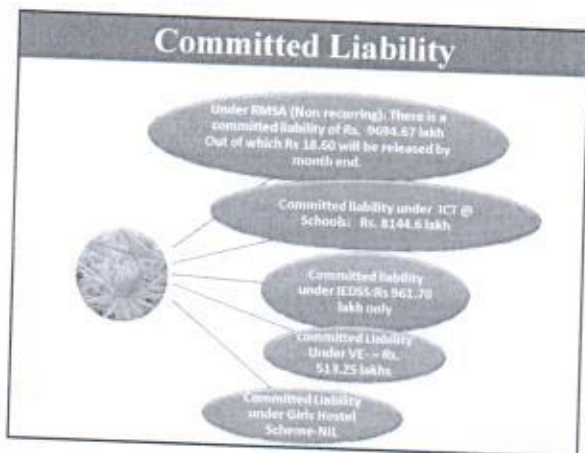 Committed Liability
Under RMSA (Non recurring). There is a
committed liability of Rs. 9694.67 lakh
Out of which Rs 18.60 will be released by
month end.
Committed liability under ICT @
Schools: Rs. 8144.6 lakh
Committed liability
under IEDSS:Rs 961.70
lakh only
Committed Liability
Under VE- – Rs.
513.25 lakhs
Committed Liability
under Girls Hostel
Scheme-NIL